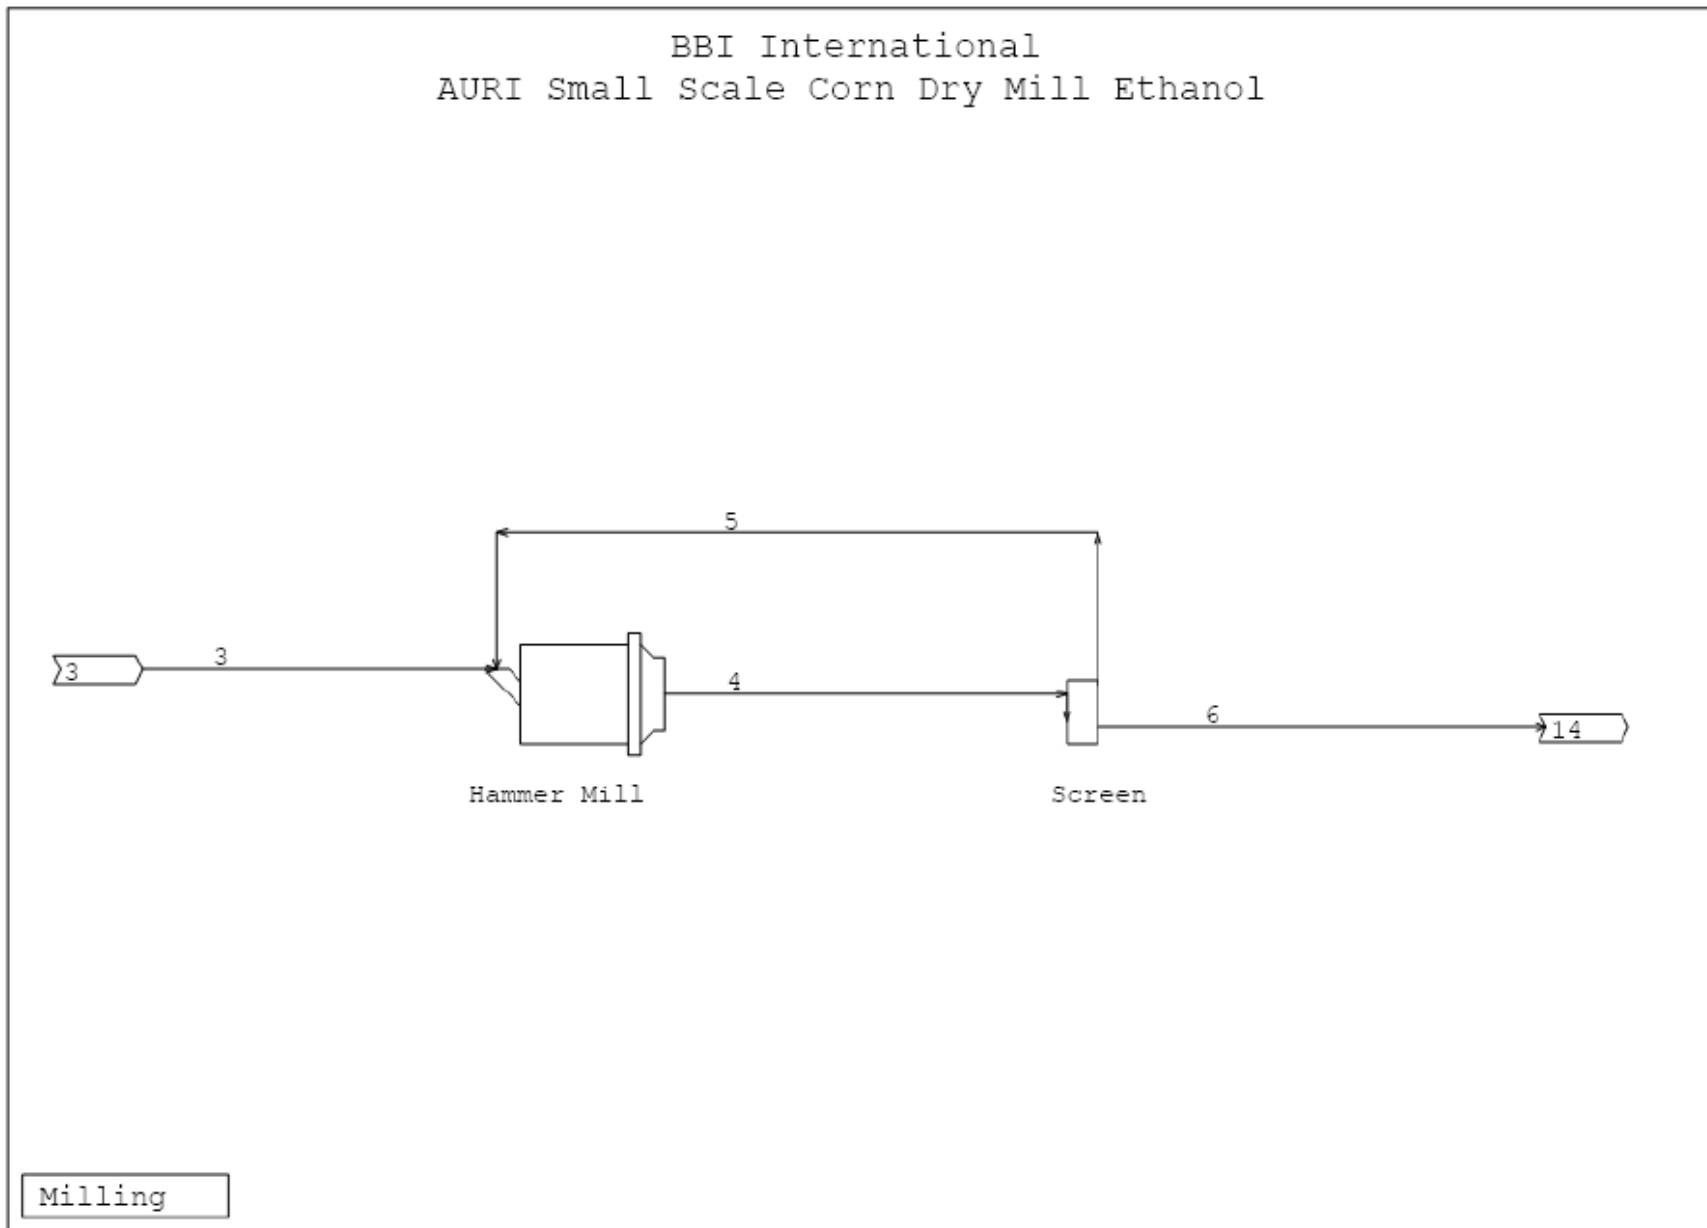 BBI International
AURI Small Scale Corn Dry Mill Ethanol
5
3
3
4
6
14
Hammer Mill
Screen
Milling